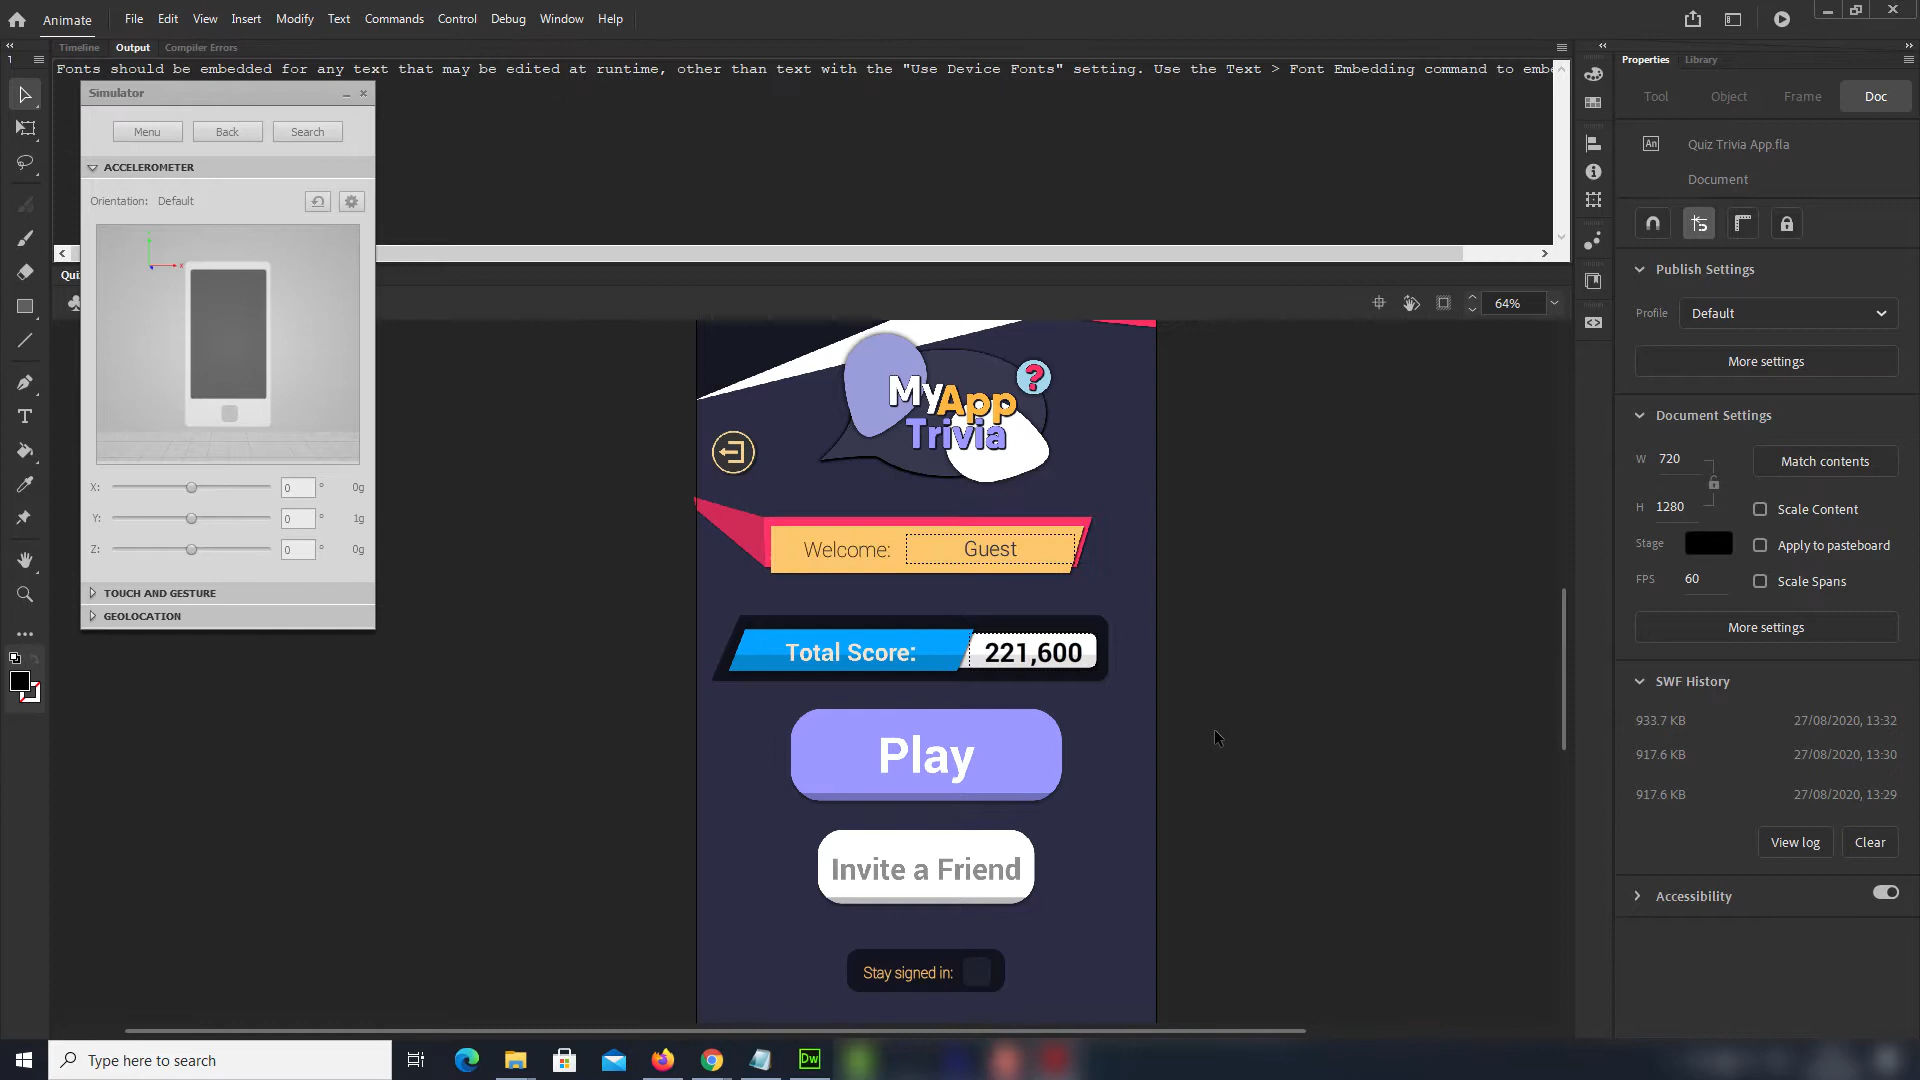 Animate File Edit View Insert Modify Text Commands Control Debug Window Help
Timeline Output Compiler Errors
Fonts should be embedded for any text that may be edited at runtime, other than text with the "Use Device Fonts" setting. Use the Text > Font Embedding command to embe
Simulator
Menu Back Search
ACCELEROMETER
Orientation: Default
X: 0 ° 0g
Y: 0 ° 1g
Z: 0 ° 0g
TOUCH AND GESTURE
GEOLOCATION
Qui
64%
My App
Trivia
?
Welcome: Guest
Total Score: 221,600
Play
Invite a Friend
Stay signed in:
Properties Library
Tool Object Frame Doc
An Quiz Trivia App.fla
Document
Publish Settings
Profile Default
More settings
Document Settings
W 720 Match contents
H 1280 Scale Content
Stage Apply to pasteboard
FPS 60 Scale Spans
More settings
SWF History
933.7 KB 27/08/2020, 13:32
917.6 KB 27/08/2020, 13:30
917.6 KB 27/08/2020, 13:29
View log Clear
Accessibility
Type here to search
Dw